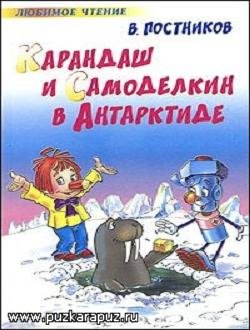 ЛЮБИМОЕ ЧТЕНИЕ
В. ПОСТНИКОВ
КАРАНДАШ
И САМОДЕЛКИН
В АНТАРКТИДЕ
www.puzkarapuz.ru